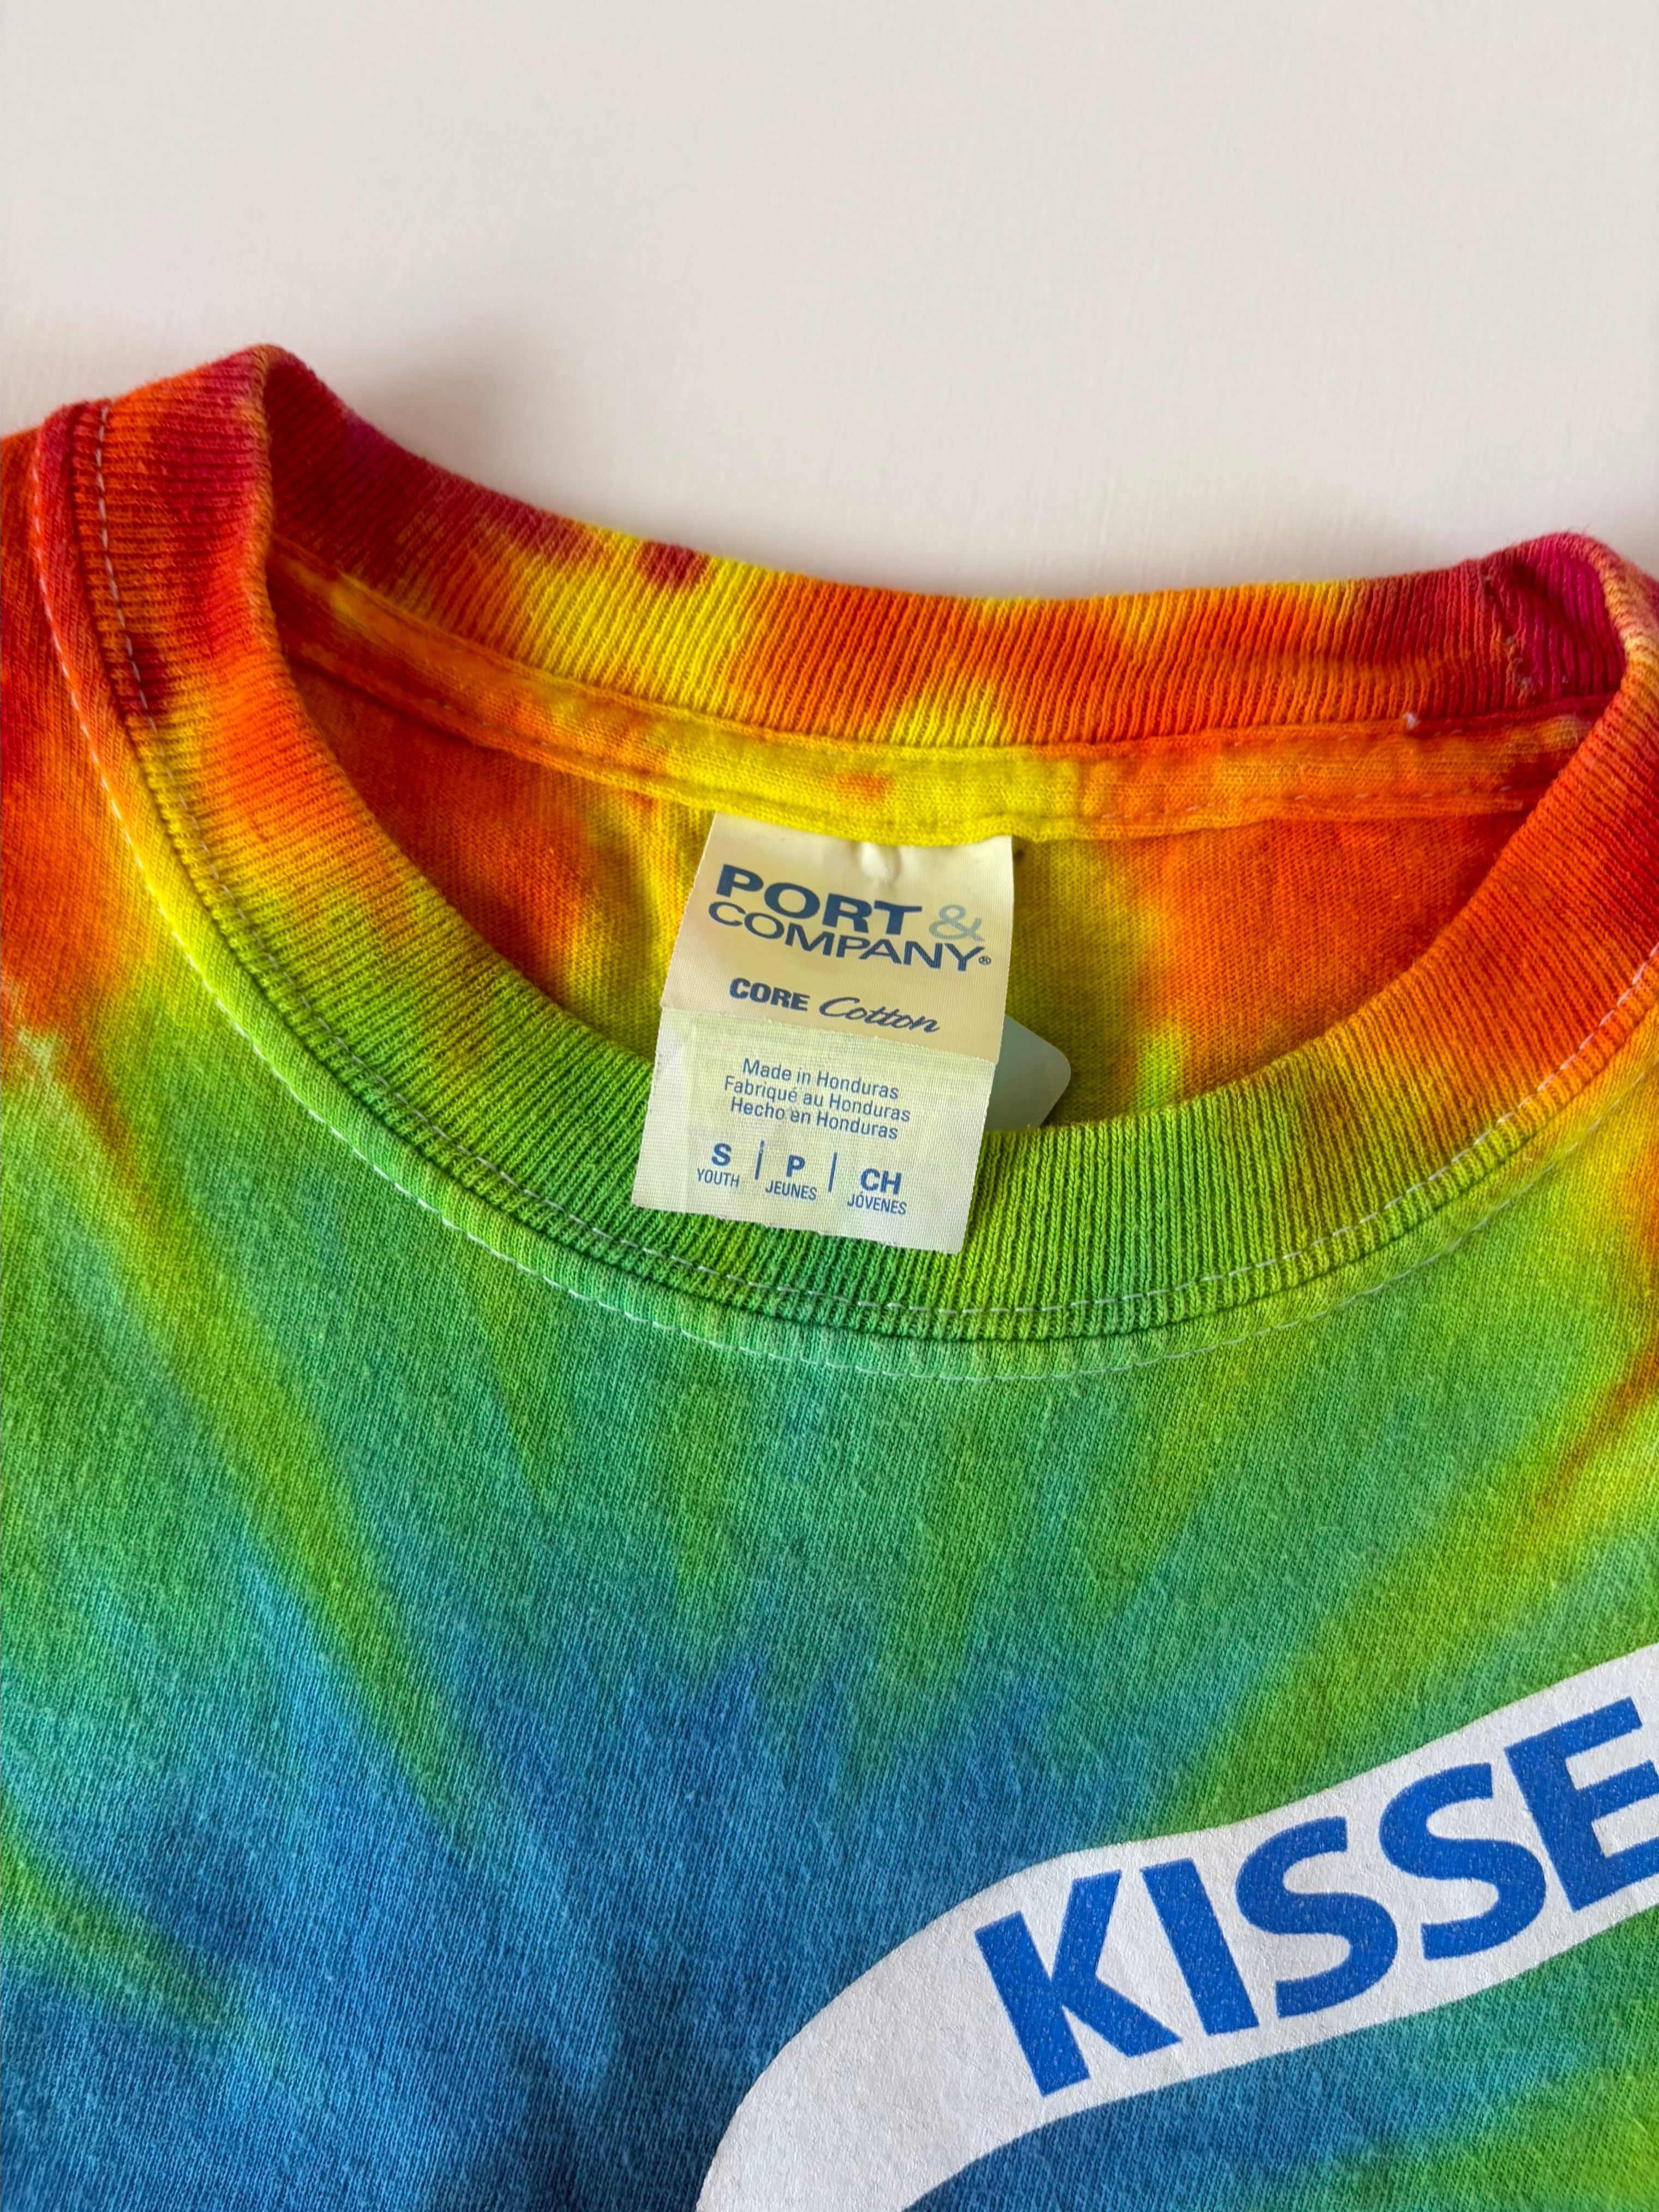 PORT &
COMPANY®
CORE Cotton
Made in Honduras
Fabriqué au Honduras
Hecho en Honduras
S | P | CH
YOUTH JEUNES JÓVENES
KISSE